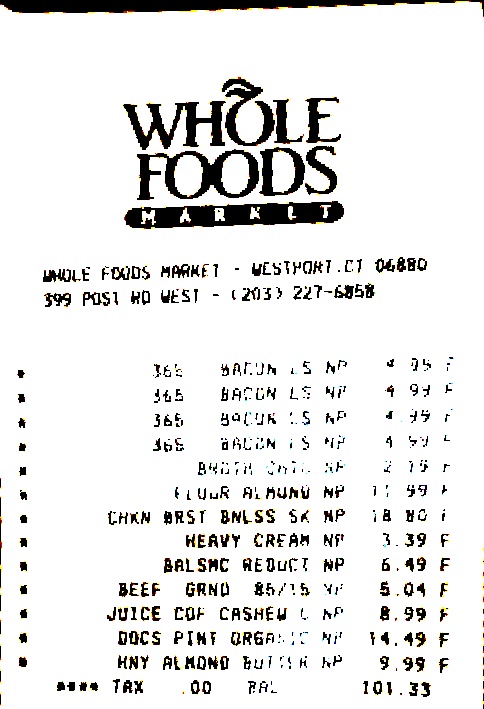 WHOLE
FOODS
MARKET
WHOLE FOODS MARKET - WESTPORT.CT 06880
399 POST RD WEST - (203) 227-6858
365 BACON LS NP 4.99 F
365 BACON LS NP 4.99 F
365 BACON LS NP 4.99 F
365 BACON LS NP 4.99 F
BROTH CHIC NP 2.19 F
FLOUR ALMOND NP 11.99 F
CHKN BRST BNLSS SK NP 18.80 F
HEAVY CREAM NP 3.39 F
BALSMC REDUCT NP 6.49 F
BEEF GRND 85/15 NP 5.04 F
JUICE COF CASHEW L NP 8.99 F
DOCS PINT ORGANIC NP 14.49 F
HNY ALMOND BUTTER NP 9.99 F
**** TAX .00 BAL 101.33